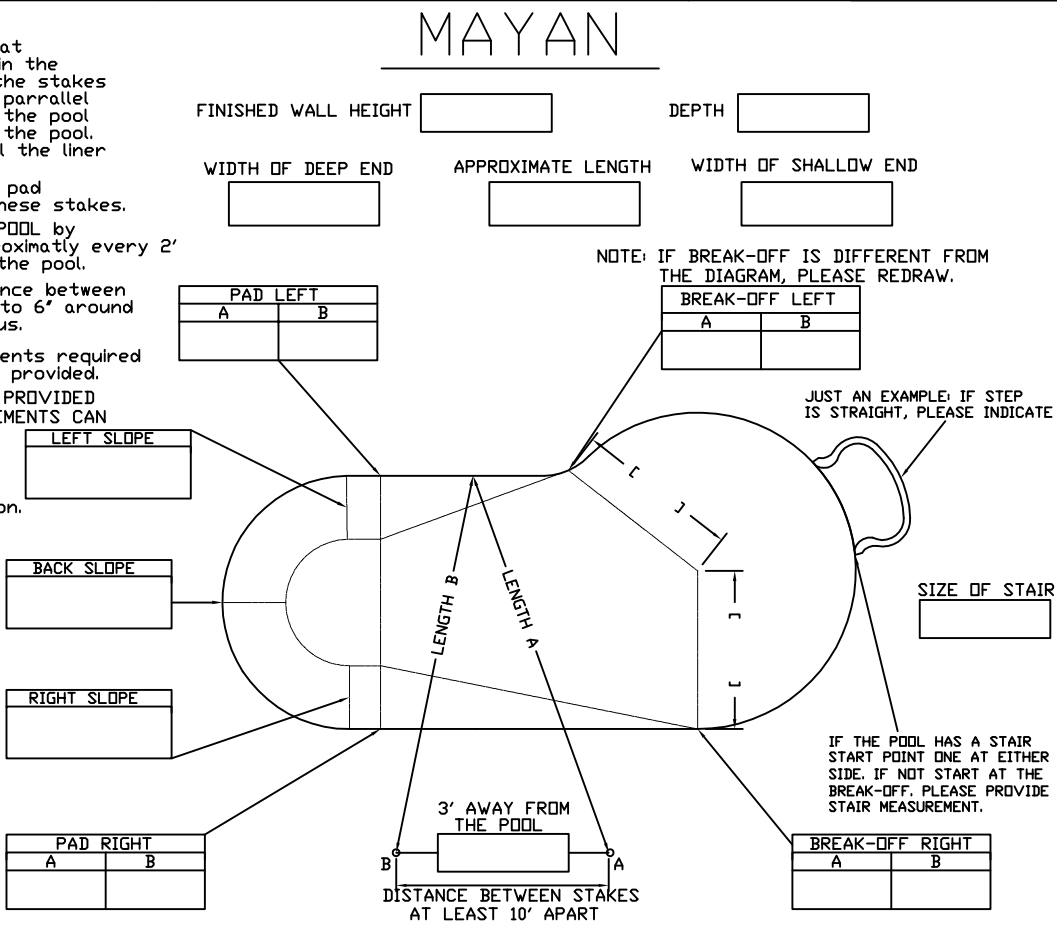 MAYAN
at
in the
the stakes
parrallel
the pool
the pool.
the liner
pad
these stakes.
POOL by
oximatly every 2'
the pool.
nce between
to 6" around
us.
ents required
provided.
PROVIDED
EMENTS CAN
on.
FINISHED WALL HEIGHT
DEPTH
WIDTH OF DEEP END
APPROXIMATE LENGTH
WIDTH OF SHALLOW END
NOTE: IF BREAK-OFF IS DIFFERENT FROM
THE DIAGRAM, PLEASE REDRAW.
PAD LEFT
A B
BREAK-OFF LEFT
A B
JUST AN EXAMPLE: IF STEP
IS STRAIGHT, PLEASE INDICATE
LEFT SLOPE
[ ]
BACK SLOPE
LENGTH B
LENGTH A
[ ]
SIZE OF STAIR
RIGHT SLOPE
IF THE POOL HAS A STAIR
START POINT ONE AT EITHER
SIDE. IF NOT START AT THE
BREAK-OFF. PLEASE PROVIDE
STAIR MEASUREMENT.
3' AWAY FROM
THE POOL
PAD RIGHT
A B
B A
DISTANCE BETWEEN STAKES
AT LEAST 10' APART
BREAK-OFF RIGHT
A B